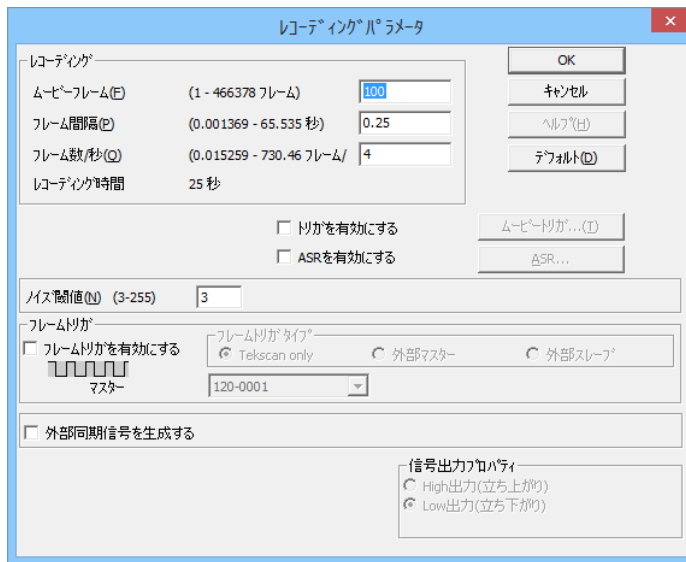 レコーディングパラメータ
レコーディング
ムービーフレーム(F) (1 - 466378 フレーム) 100
フレーム間隔(P) (0.001369 - 65.535 秒) 0.25
フレーム数/秒(Q) (0.015259 - 730.46 フレーム/ 4
レコーディング時間 25 秒
OK
キャンセル
ヘルプ(H)
デフォルト(D)
トリガを有効にする
ムービートリガ...(T)
ASRを有効にする
ASR...
ノイズ閾値(N) (3-255) 3
フレームトリガ
フレームトリガを有効にする
マスター
フレームトリガタイプ
Tekscan only 外部マスター 外部スレーブ
120-0001
外部同期信号を生成する
信号出力プロパティ
High出力(立ち上がり)
Low出力(立ち下がり)